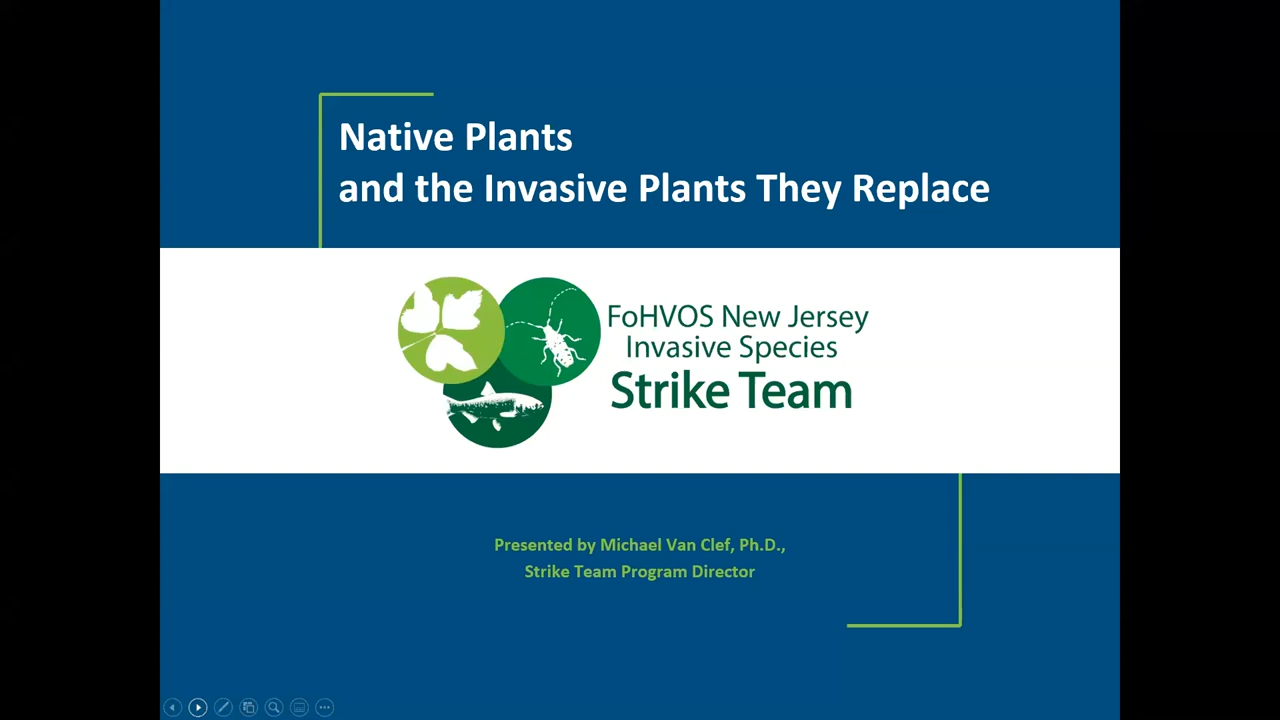 Native Plants
and the Invasive Plants They Replace
FoHVOS New Jersey
Invasive Species
Strike Team
Presented by Michael Van Clef, Ph.D.,
Strike Team Program Director